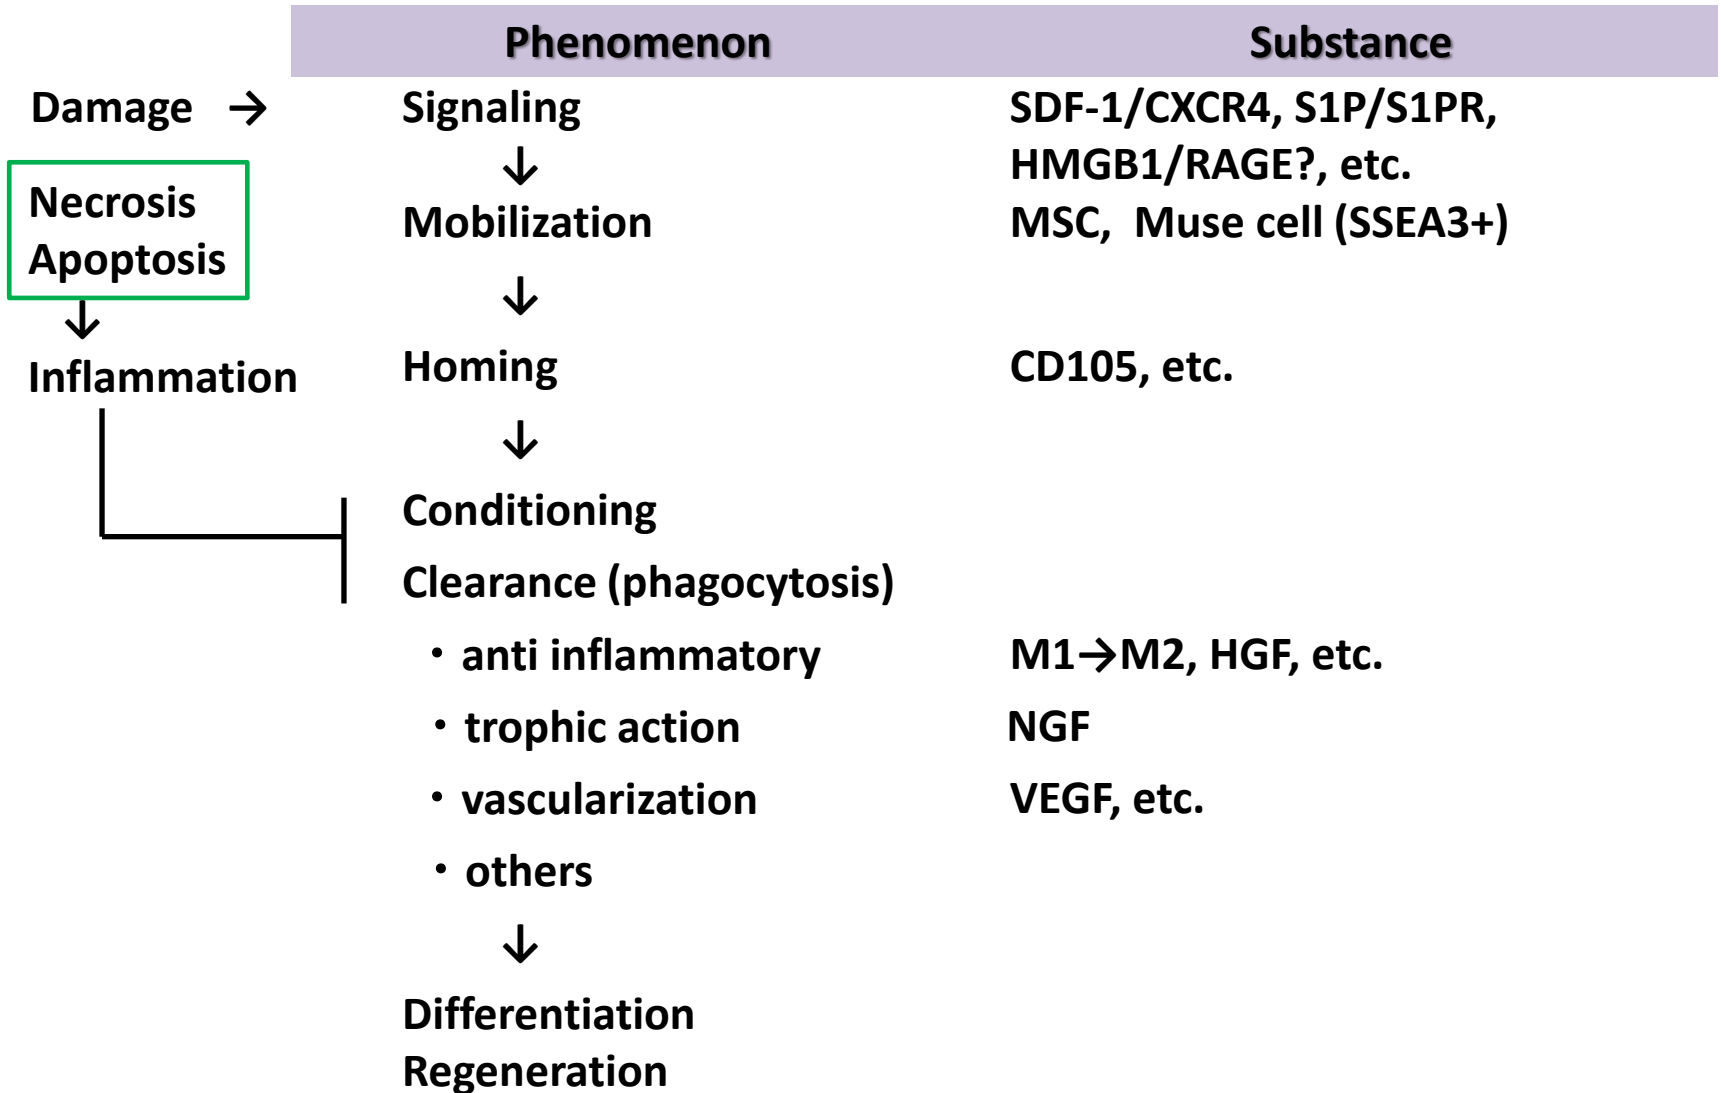 Phenomenon Substance
Damage → Signaling SDF-1/CXCR4, S1P/S1PR,
↓ HMGB1/RAGE?, etc.
Necrosis Mobilization MSC, Muse cell (SSEA3+)
Apoptosis
↓ ↓
Inflammation Homing CD105, etc.
↓
Conditioning
Clearance (phagocytosis)
・anti inflammatory M1→M2, HGF, etc.
・trophic action NGF
・vascularization VEGF, etc.
・others
↓
Differentiation
Regeneration